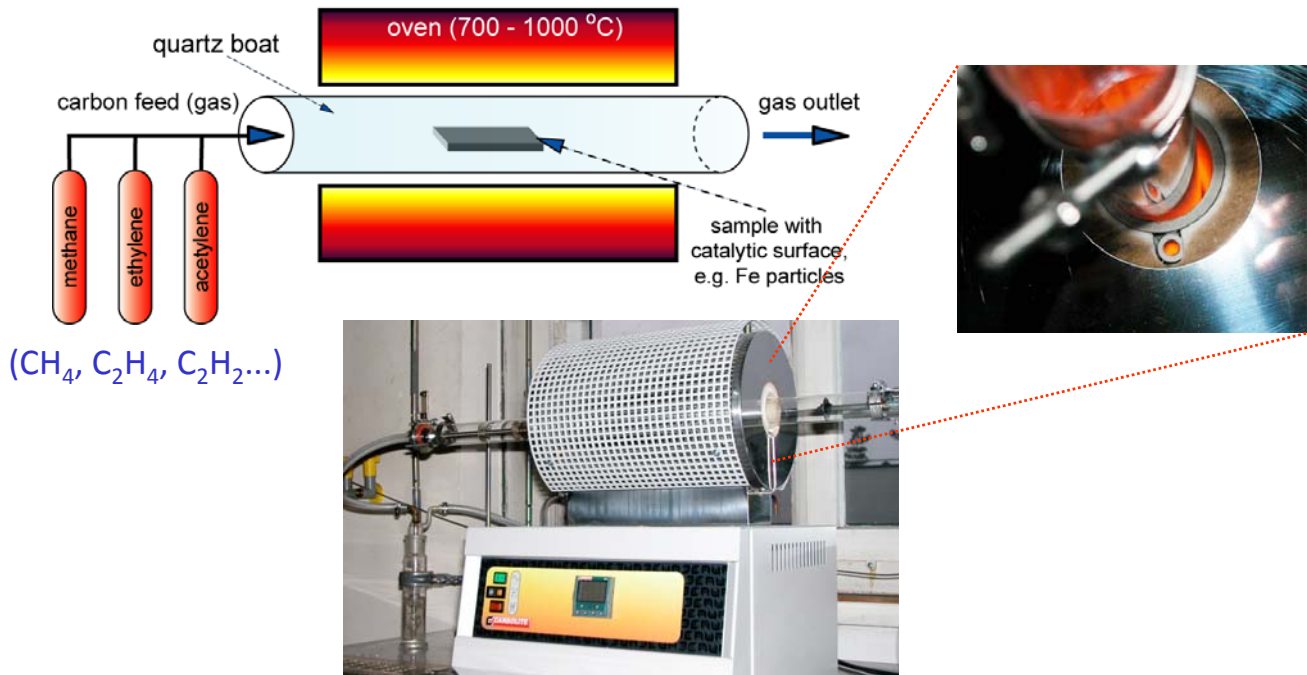 oven (700 - 1000 °C)
quartz boat
carbon feed (gas)
gas outlet
methane
ethylene
acetylene
sample with
catalytic surface,
e.g. Fe particles
(CH₄, C₂H₄, C₂H₂...)
CARBOLITE